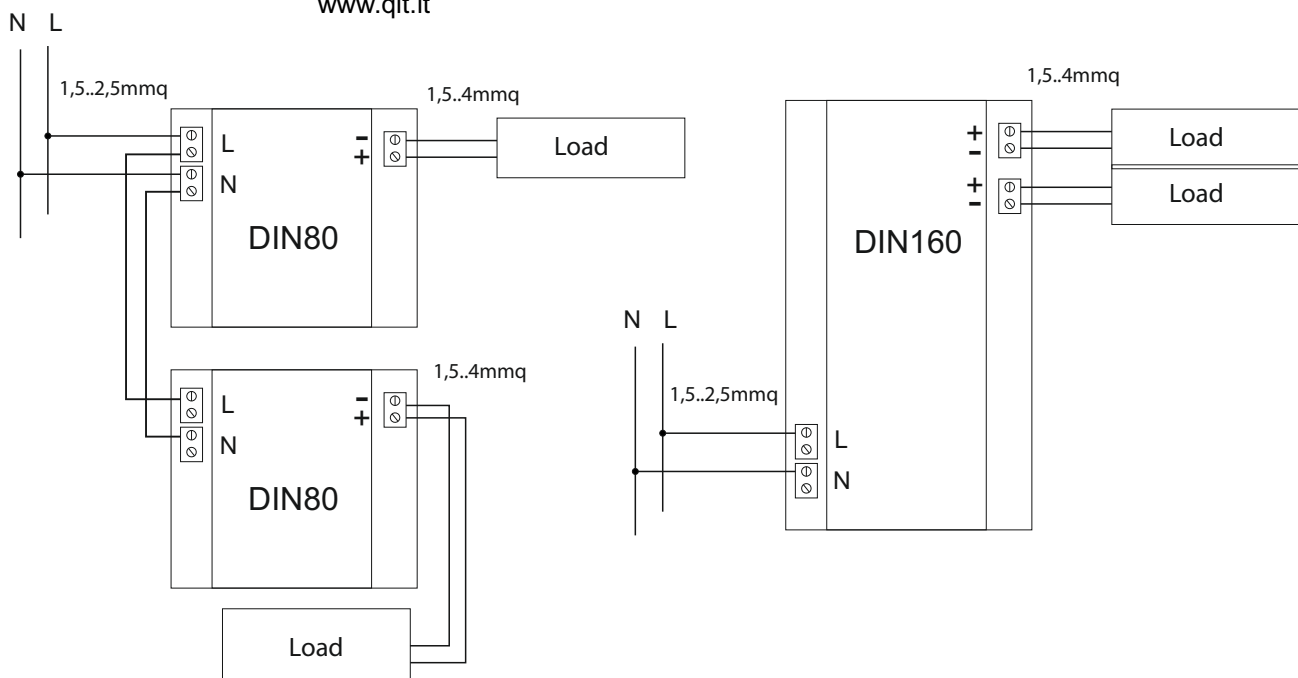 www.qlt.it
N L
1,5..2,5mmq
1,5..4mmq
L
N
-
+
DIN80
Load
1,5..4mmq
L
N
-
+
DIN80
Load
1,5..4mmq
+
-
+
-
Load
Load
DIN160
N L
1,5..2,5mmq
L
N